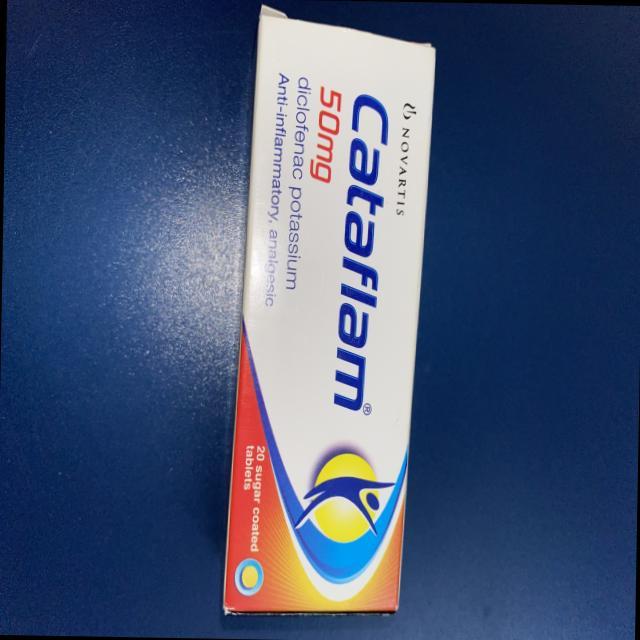 NOVARTIS
Cataflam®
50mg
diclofenac potassium
Anti-inflammatory, analgesic
20 sugar coated
tablets